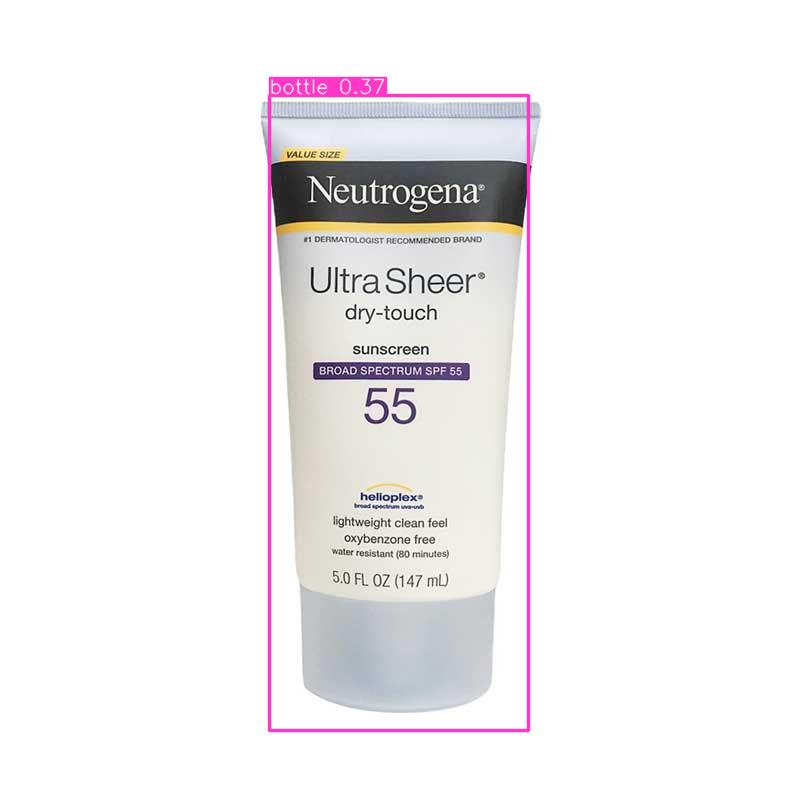 bottle 0.37
VALUE SIZE
Neutrogena®
#1 DERMATOLOGIST RECOMMENDED BRAND
Ultra Sheer®
dry-touch
sunscreen
BROAD SPECTRUM SPF 55
55
helioplex®
broad spectrum uva-uvb
lightweight clean feel
oxybenzone free
water resistant (80 minutes)
5.0 FL OZ (147 mL)